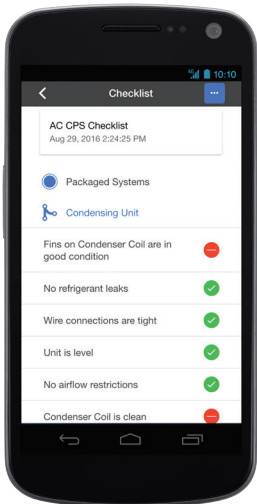 4G 10:10
Checklist
AC CPS Checklist
Aug 29, 2016 2:24:25 PM
Packaged Systems
Condensing Unit
Fins on Condenser Coil are in
good condition
No refrigerant leaks
Wire connections are tight
Unit is level
No airflow restrictions
Condenser Coil is clean